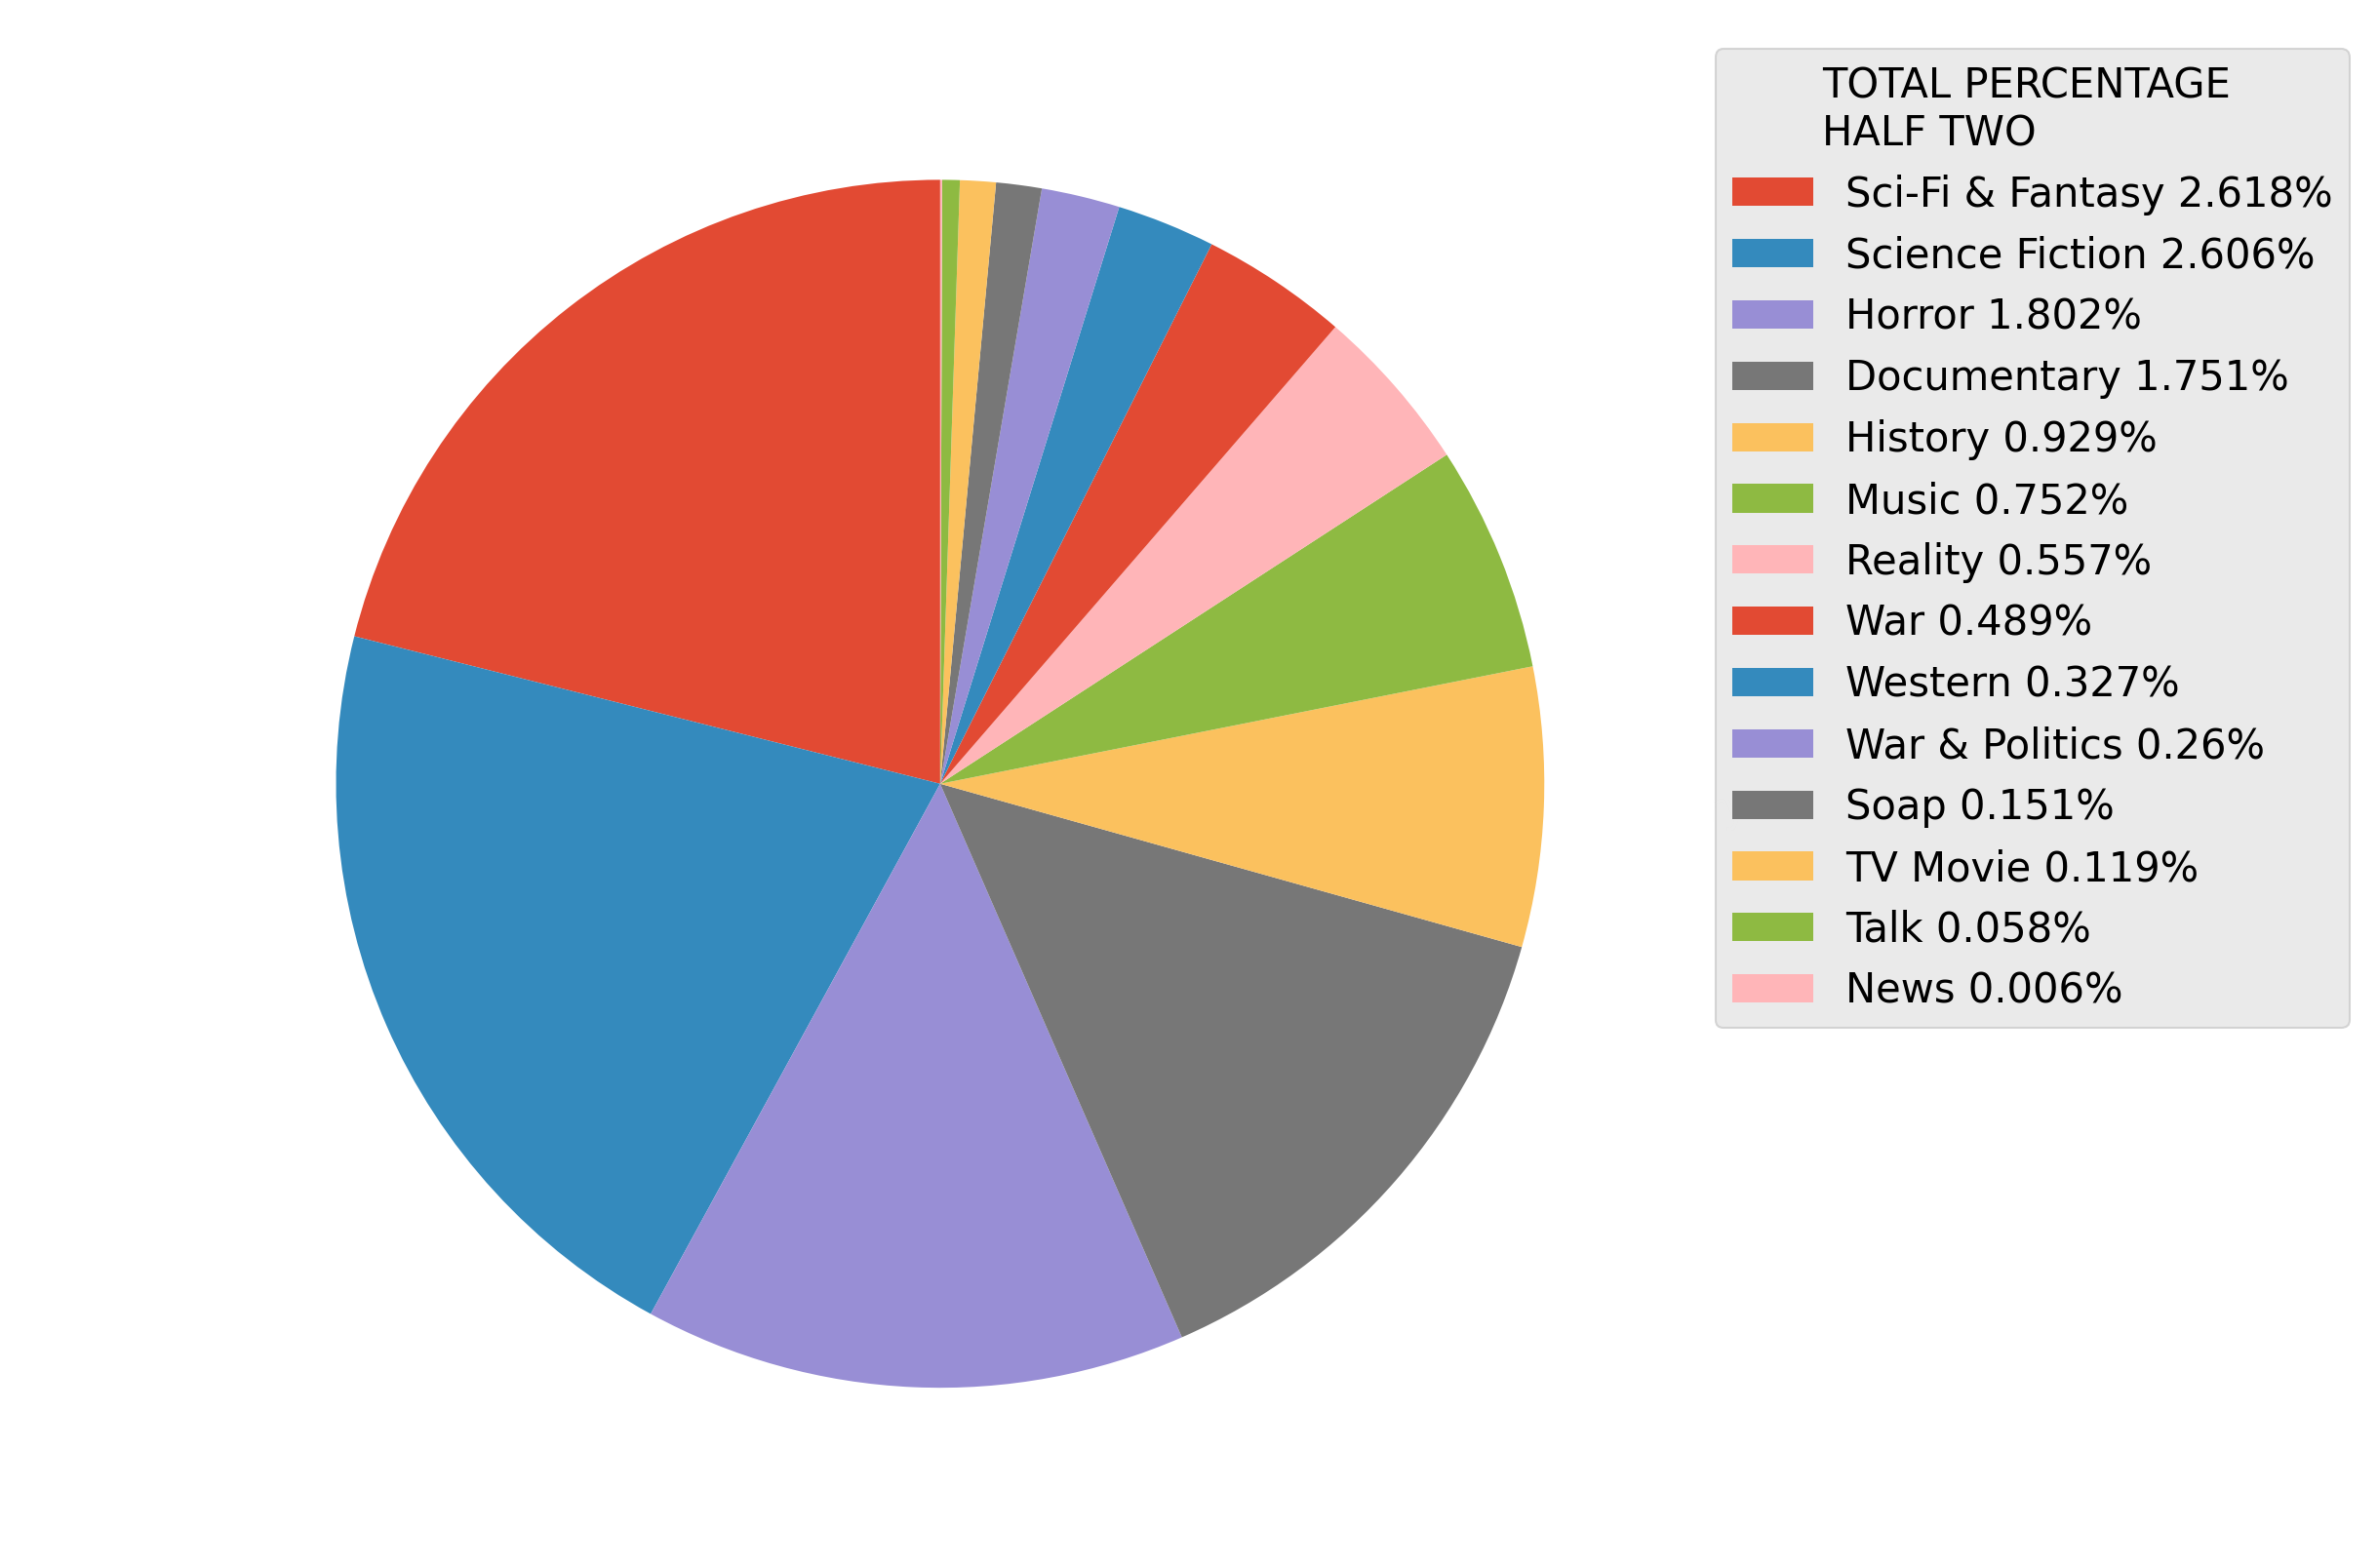 TOTAL PERCENTAGE
HALF TWO
Sci-Fi & Fantasy 2.618%
Science Fiction 2.606%
Horror 1.802%
Documentary 1.751%
History 0.929%
Music 0.752%
Reality 0.557%
War 0.489%
Western 0.327%
War & Politics 0.26%
Soap 0.151%
TV Movie 0.119%
Talk 0.058%
News 0.006%